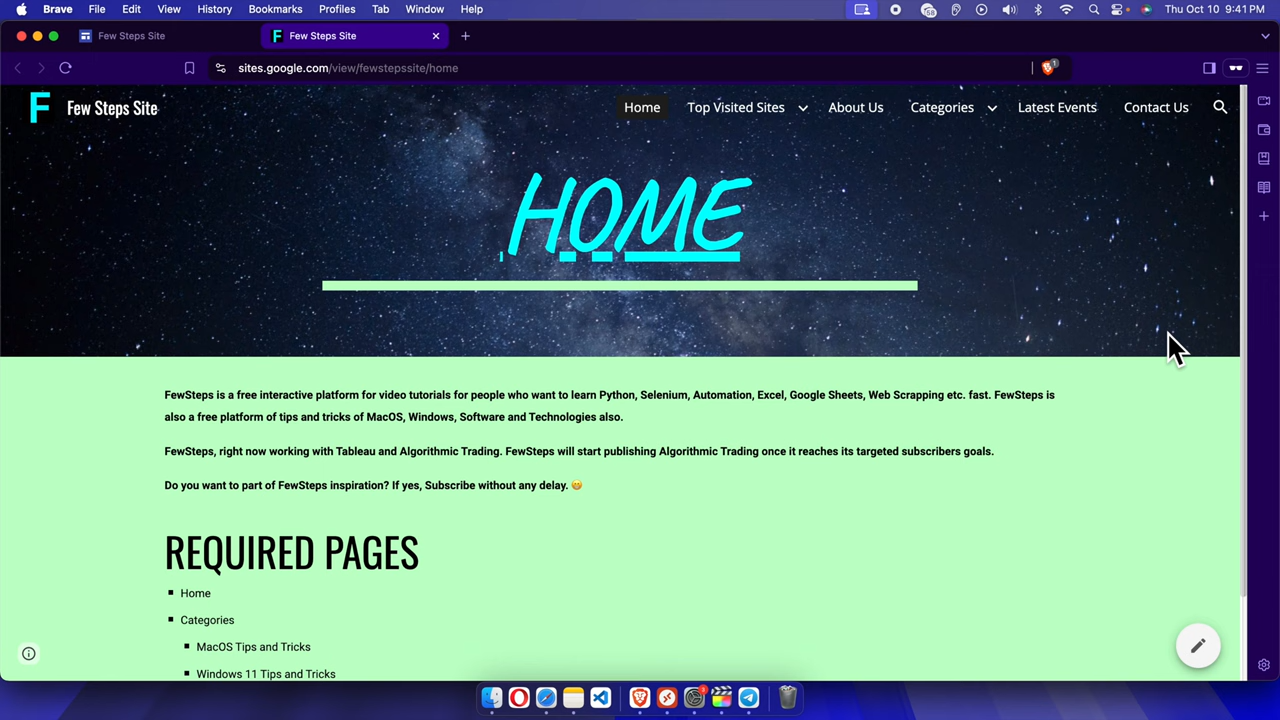 Brave File Edit View History Bookmarks Profiles Tab Window Help 58 Thu Oct 10 9:41 PM
Few Steps Site
F Few Steps Site
sites.google.com/view/fewstepssite/home
1
F Few Steps Site
Home Top Visited Sites About Us Categories Latest Events Contact Us
HOME
FewSteps is a free interactive platform for video tutorials for people who want to learn Python, Selenium, Automation, Excel, Google Sheets, Web Scrapping etc. fast. FewSteps is
also a free platform of tips and tricks of MacOS, Windows, Software and Technologies also.
FewSteps, right now working with Tableau and Algorithmic Trading. FewSteps will start publishing Algorithmic Trading once it reaches its targeted subscribers goals.
Do you want to part of FewSteps inspiration? If yes, Subscribe without any delay. 😁
REQUIRED PAGES
Home
Categories
MacOS Tips and Tricks
Windows 11 Tips and Tricks